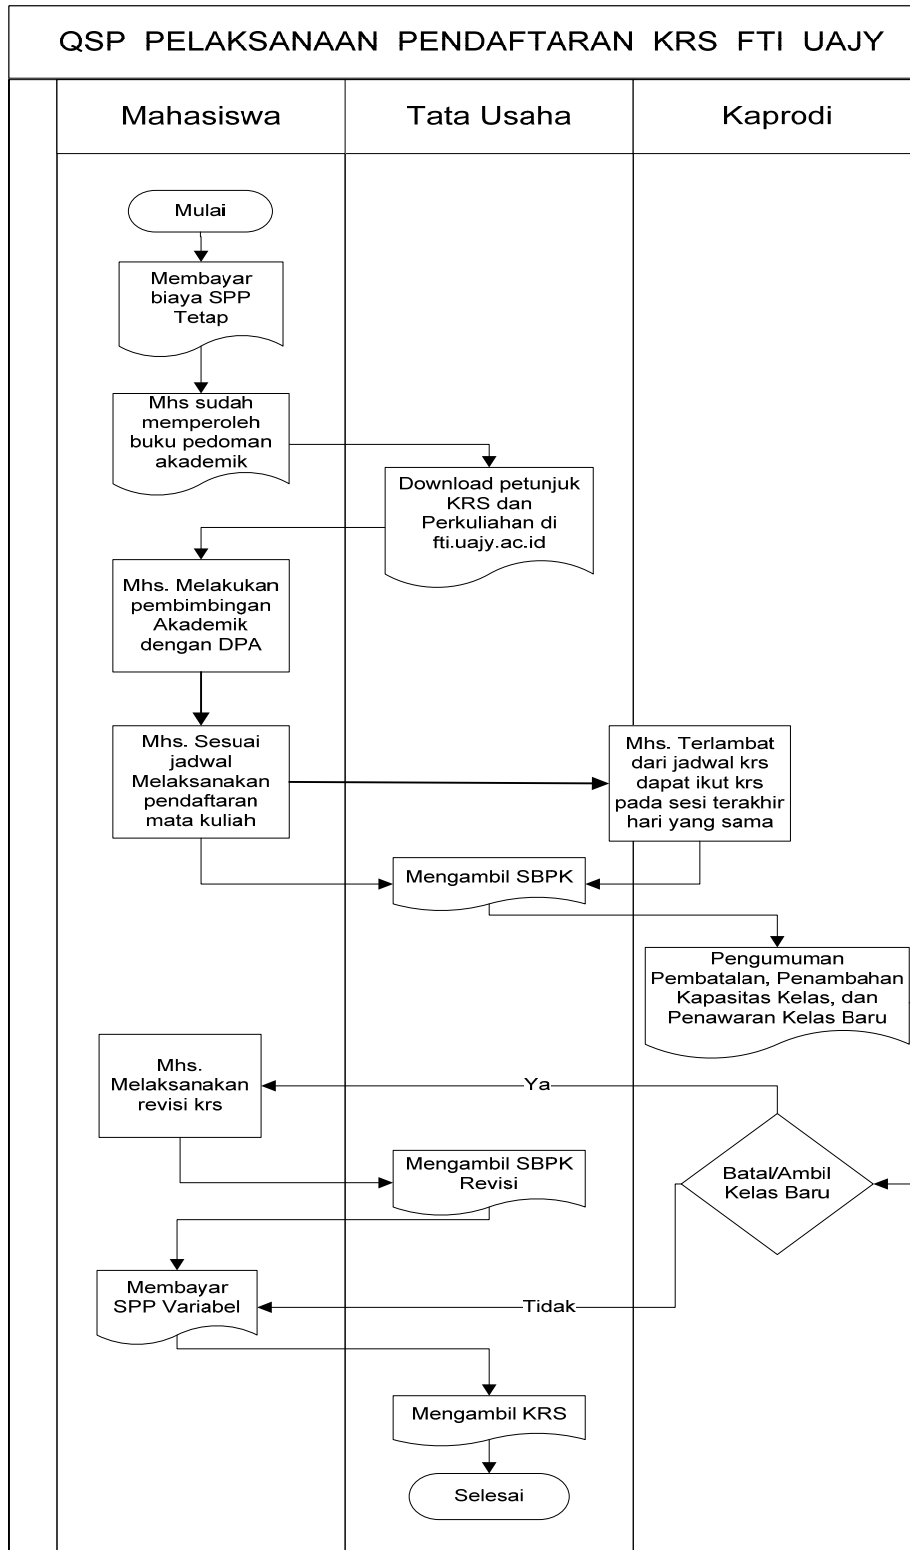 QSP PELAKSANAAN PENDAFTARAN KRS FTI UAJY
Mahasiswa
Tata Usaha
Kaprodi
Mulai
Membayar
biaya SPP
Tetap
Mhs sudah
memperoleh
buku pedoman
akademik
Download petunjuk
KRS dan
Perkuliahan di
fti.uajy.ac.id
Mhs. Melakukan
pembimbingan
Akademik
dengan DPA
Mhs. Sesuai
jadwal
Melaksanakan
pendaftaran
mata kuliah
Mhs. Terlambat
dari jadwal krs
dapat ikut krs
pada sesi terakhir
hari yang sama
Mengambil SBPK
Pengumuman
Pembatalan, Penambahan
Kapasitas Kelas, dan
Penawaran Kelas Baru
Mhs.
Melaksanakan
revisi krs
Ya
Batal/Ambil
Kelas Baru
Mengambil SBPK
Revisi
Membayar
SPP Variabel
Tidak
Mengambil KRS
Selesai